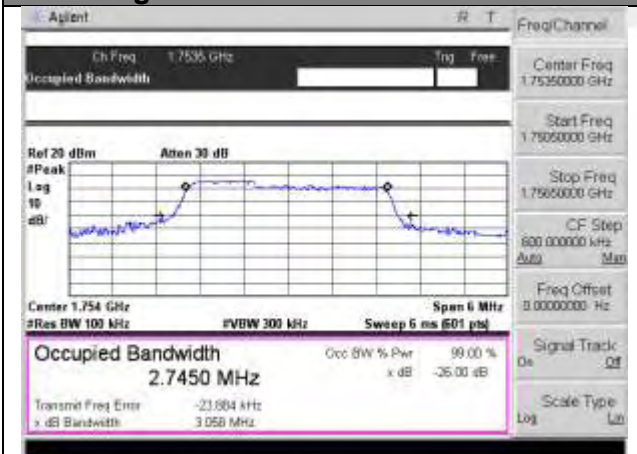 Agilent R T
Freq/Channel
Ch Freq 1.7535 GHz Trig Free
Occupied Bandwidth
Center Freq
1.75350000 GHz
Start Freq
1.75050000 GHz
Stop Freq
1.75650000 GHz
CF Step
600.000000 kHz
Auto Man
Freq Offset
0.00000000 Hz
Signal Track
On Off
Scale Type
Log Lin
Ref 20 dBm Atten 30 dB
#Peak
Log
10
dB/
Center 1.754 GHz Span 6 MHz
#Res BW 100 kHz #VBW 300 kHz Sweep 6 ms (601 pts)
Occupied Bandwidth
2.7450 MHz
Occ BW % Pwr 99.00 %
x dB -26.00 dB
Transmit Freq Error -23.884 kHz
x dB Bandwidth 3.058 MHz